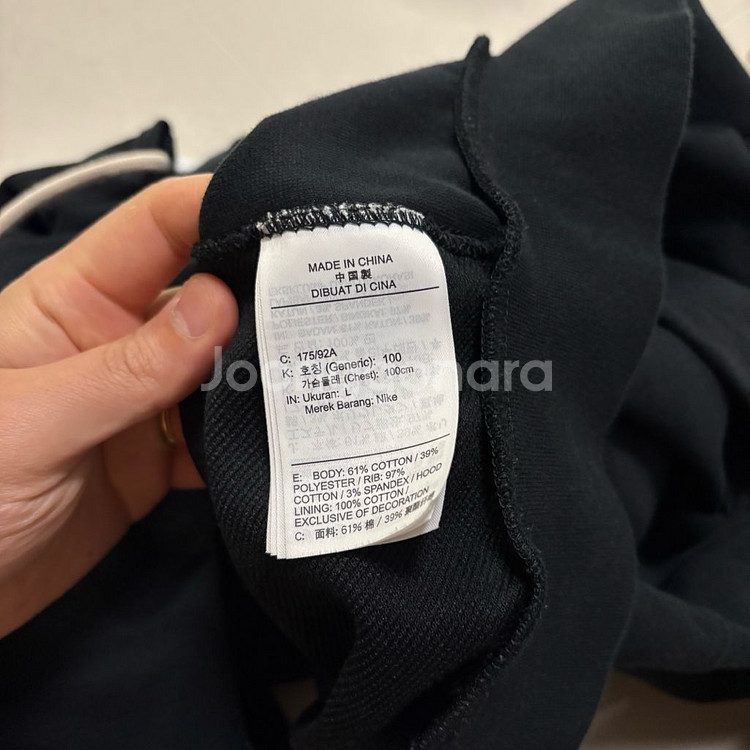 MADE IN CHINA
中国製
DIBUAT DI CINA
C: 175/92A
K: 호칭 (Generic): 100
가슴둘레 (Chest): 100cm
IN: Ukuran: L
Merek Barang: Nike
E: BODY: 61% COTTON / 39%
POLYESTER / RIB: 97%
COTTON / 3% SPANDEX / HOOD
LINING: 100% COTTON /
EXCLUSIVE OF DECORATION
C: 面料: 61% 棉 / 39%